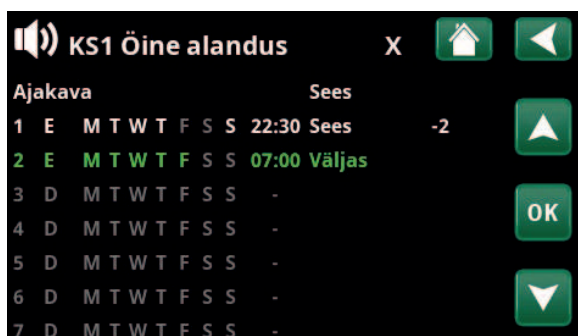 KS1 Öine alandus X
Ajakava Sees
1 E M T W T F S S 22:30 Sees -2
2 E M T W T F S S 07:00 Väljas
3 D M T W T F S S -
4 D M T W T F S S -
OK
5 D M T W T F S S -
6 D M T W T F S S -
7 D M T W T F S S -